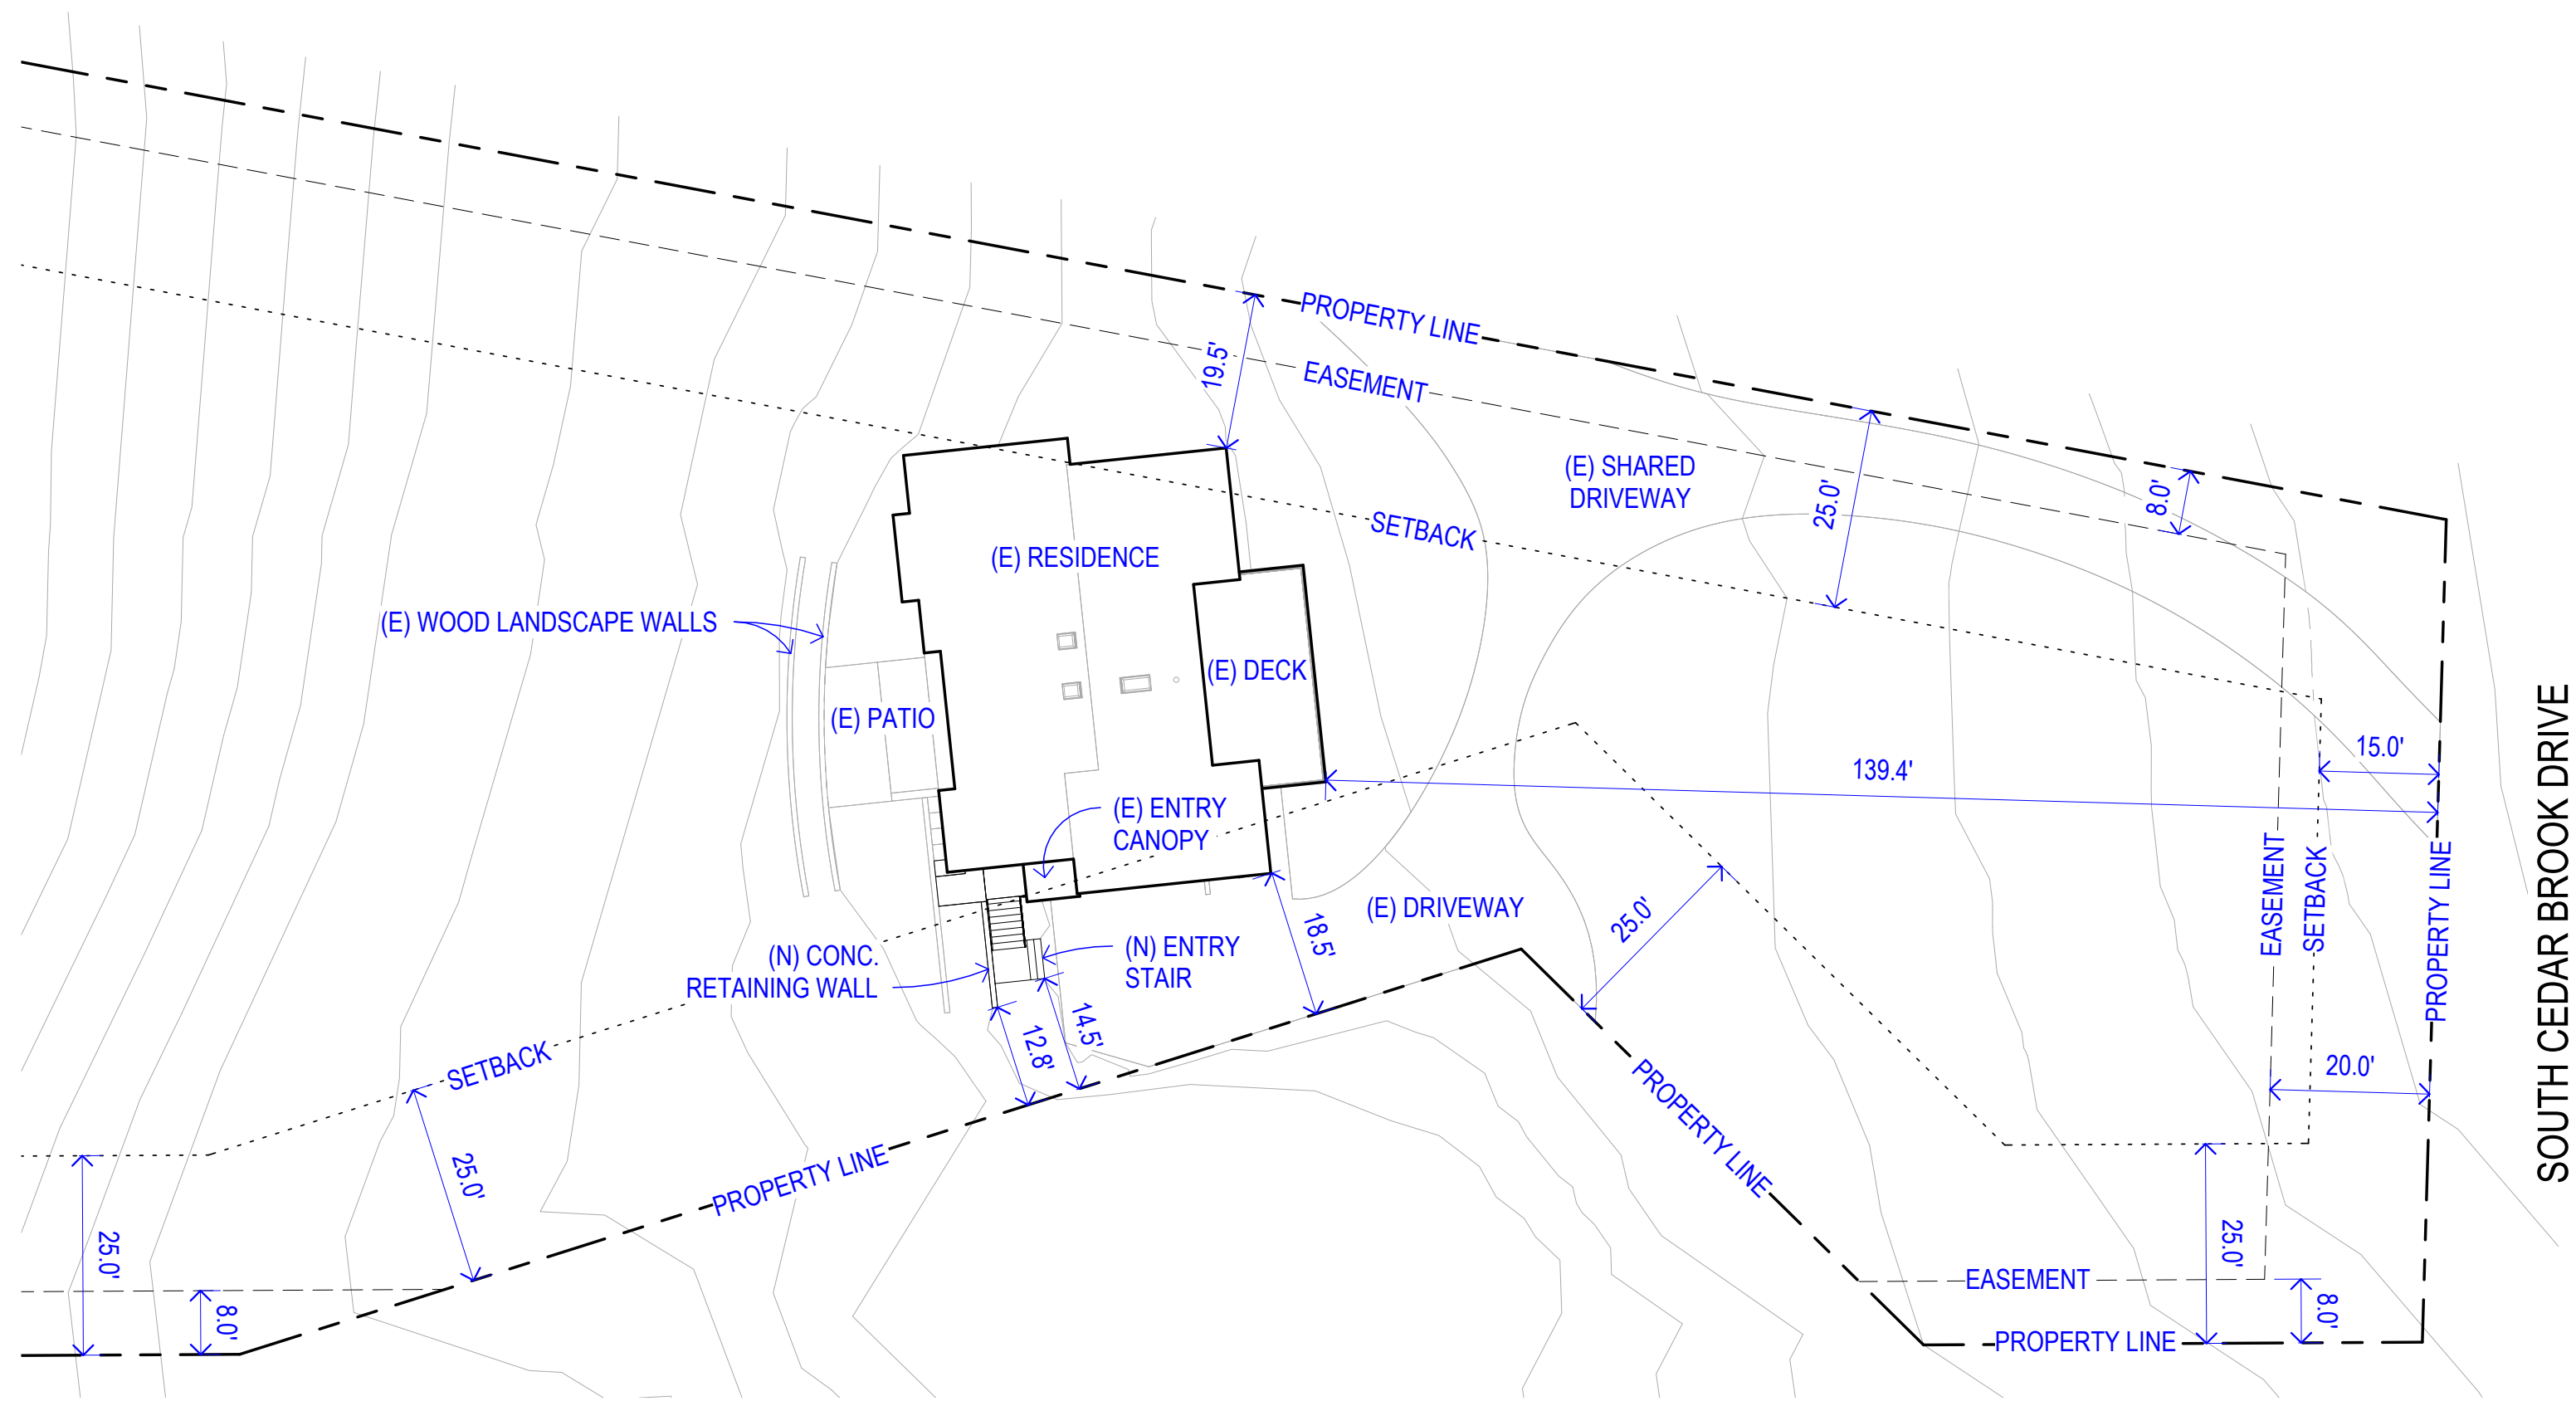 PROPERTY LINE
19.5'
EASEMENT
(E) SHARED
DRIVEWAY
25.0'
8.0'
SETBACK
(E) RESIDENCE
(E) WOOD LANDSCAPE WALLS
(E) DECK
(E) PATIO
15.0'
139.4'
(E) ENTRY
CANOPY
EASEMENT
SETBACK
PROPERTY LINE
SOUTH CEDAR BROOK DRIVE
(E) DRIVEWAY
25.0'
18.5'
(N) CONC.
RETAINING WALL
(N) ENTRY
STAIR
14.5'
12.8'
SETBACK
20.0'
PROPERTY LINE
25.0'
PROPERTY LINE
25.0'
8.0'
25.0'
EASEMENT
8.0'
PROPERTY LINE